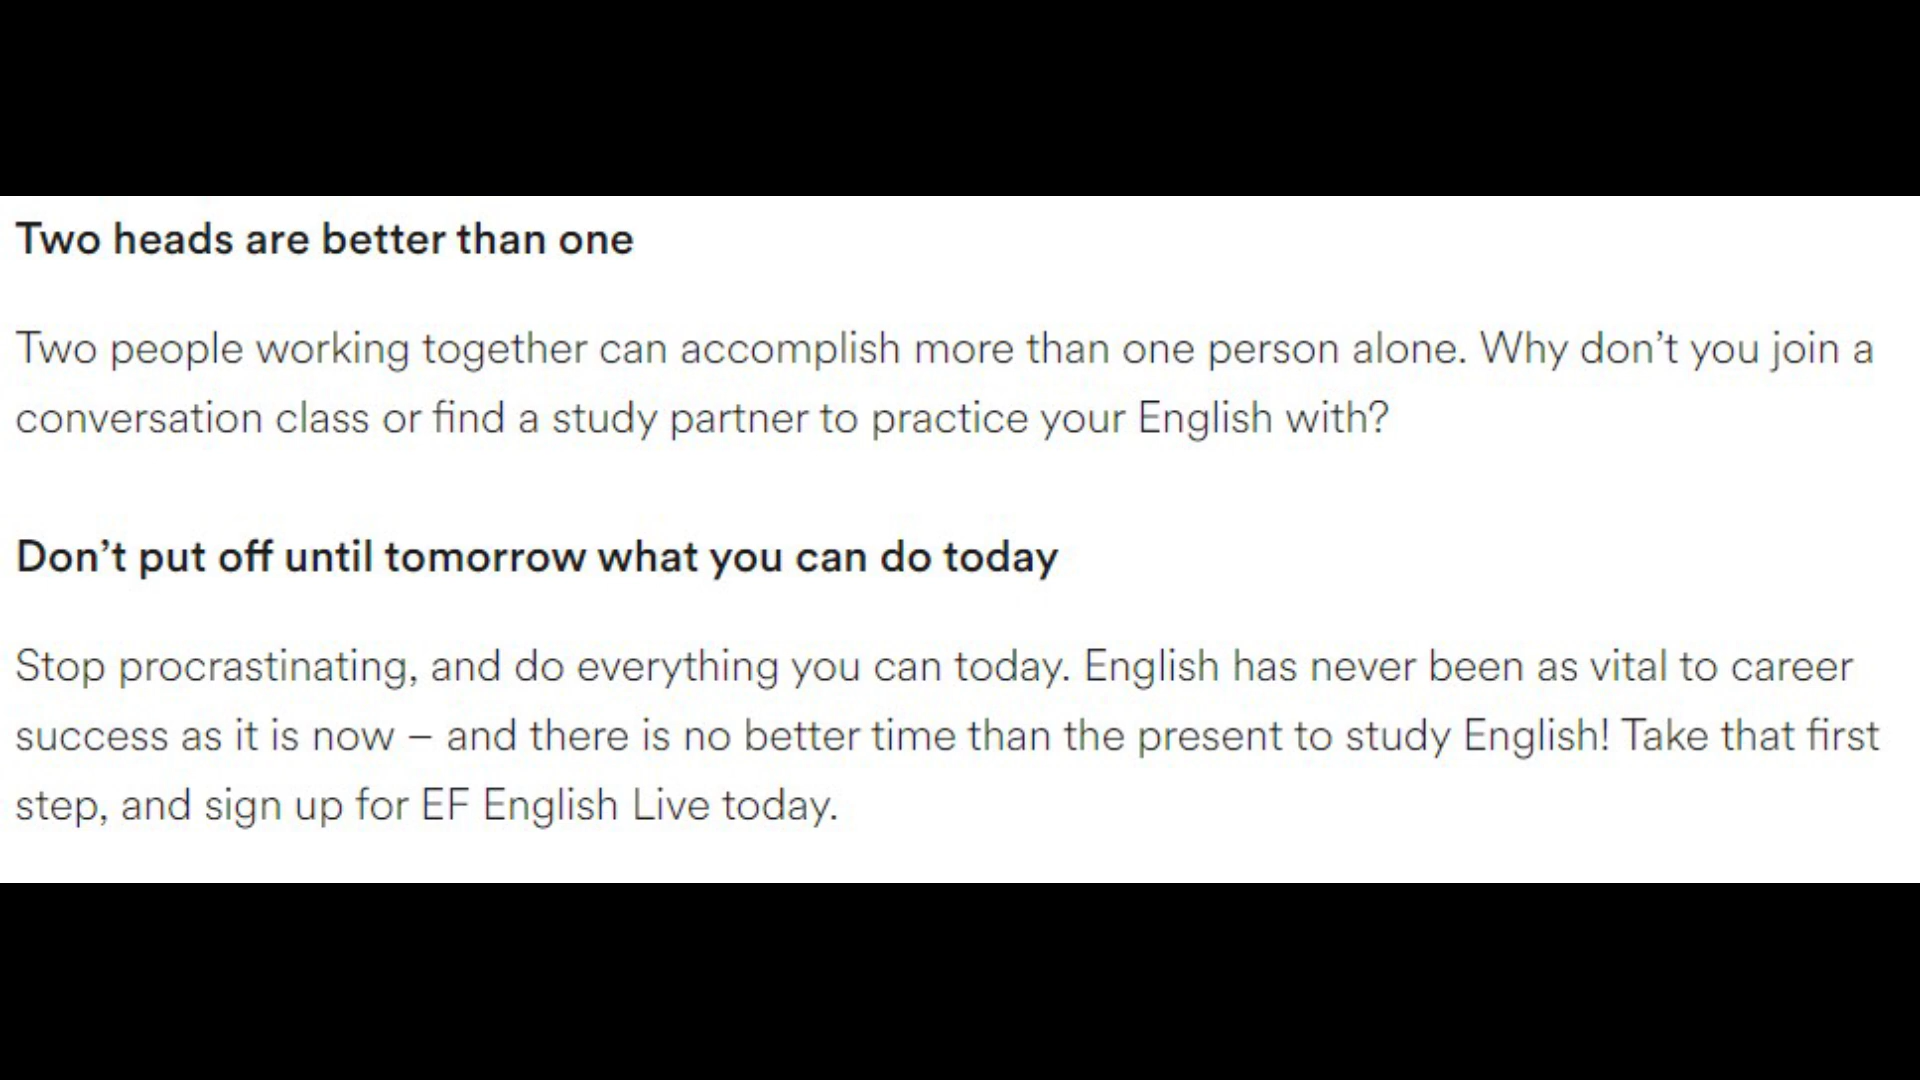 Two heads are better than one
Two people working together can accomplish more than one person alone. Why don’t you join a
conversation class or find a study partner to practice your English with?
Don’t put off until tomorrow what you can do today
Stop procrastinating, and do everything you can today. English has never been as vital to career
success as it is now – and there is no better time than the present to study English! Take that first
step, and sign up for EF English Live today.